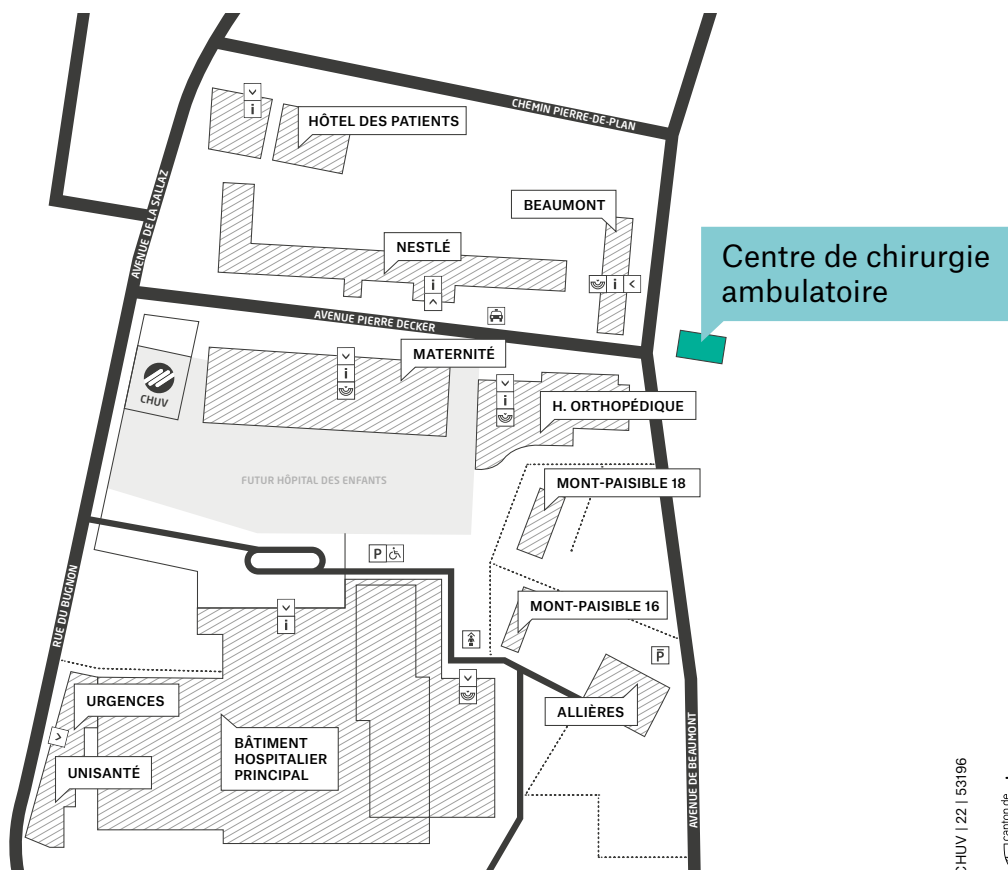 CHEMIN PIERRE-DE-PLAN
i
HÔTEL DES PATIENTS
AVENUE DE LA SALLAZ
BEAUMONT
NESTLÉ
Centre de chirurgie
ambulatoire
i
i
AVENUE PIERRE DECKER
MATERNITÉ
i
CHUV
i
H. ORTHOPÉDIQUE
FUTUR HÔPITAL DES ENFANTS
MONT-PAISIBLE 18
P
RUE DU BUGNON
i
MONT-PAISIBLE 16
P
URGENCES
ALLIÈRES
BÂTIMENT
HOSPITALIER
PRINCIPAL
UNISANTÉ
AVENUE DE BEAUMONT
CHUV | 22 | 53196
canton de